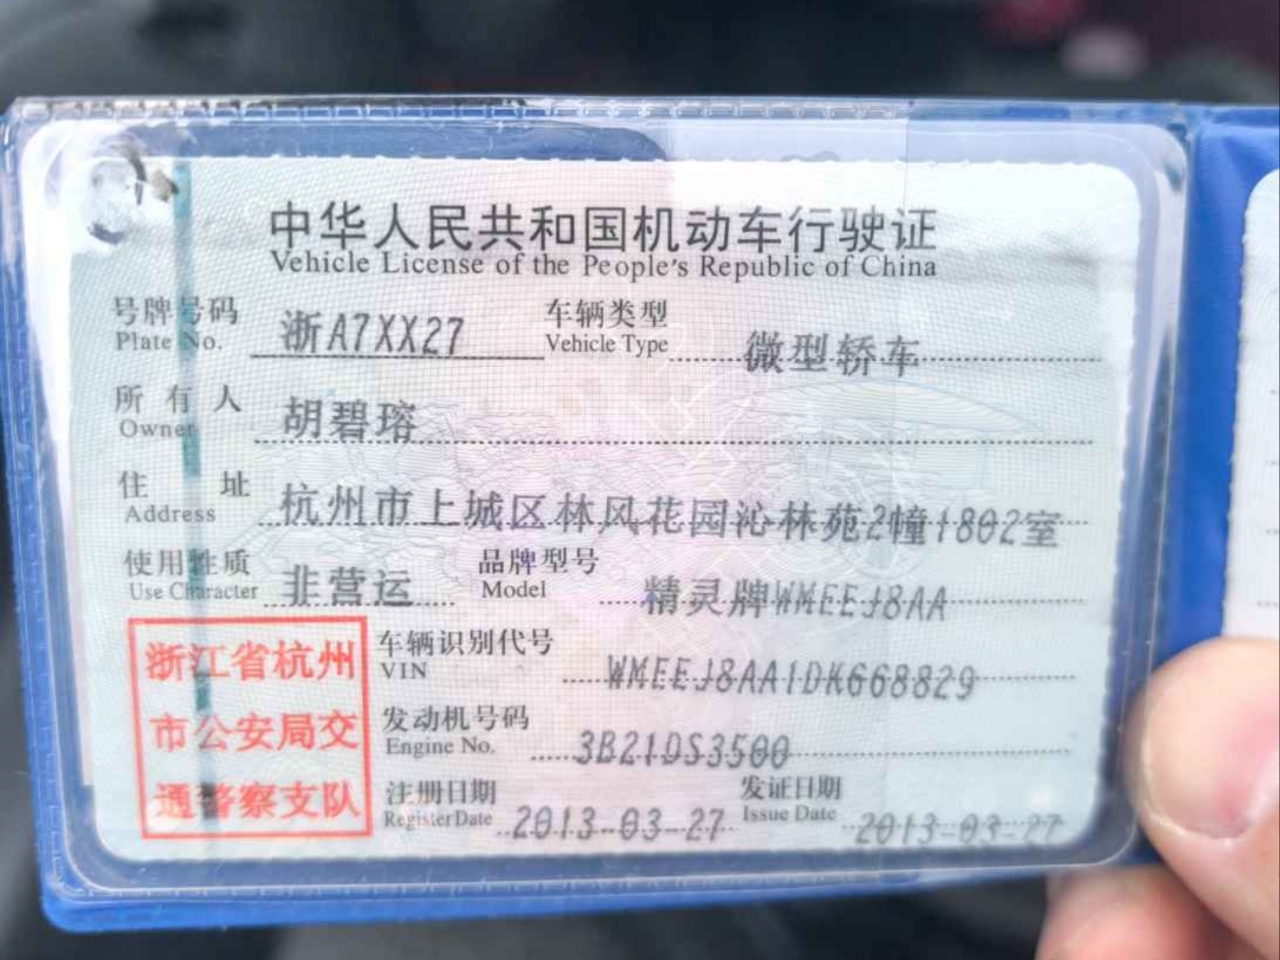 中华人民共和国机动车行驶证
Vehicle License of the People's Republic of China
号牌号码 浙A7XX27 车辆类型 微型轿车
Plate No. Vehicle Type
所有人 胡碧瑢
Owner
住址 杭州市上城区林风花园沁林苑2幢1802室
Address
使用性质 非营运 品牌型号 精灵牌WMEEJ8AA
Use Character Model
浙江省杭州
市公安局交
通警察支队
车辆识别代号 WMEEJ8AA1DK668829
VIN
发动机号码 3B21DS3500
Engine No.
注册日期 2013-03-27 发证日期 2013-03-27
Register Date Issue Date